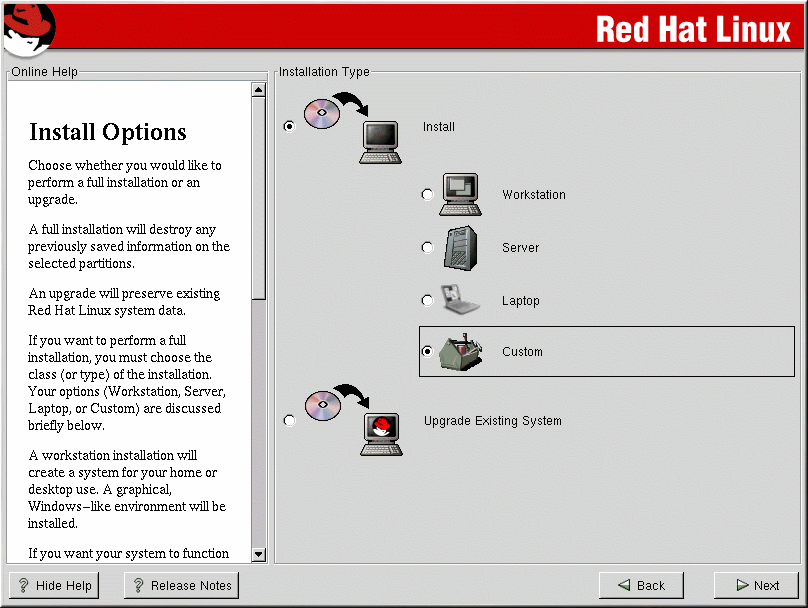 Red Hat Linux
Online Help
Install Options
Choose whether you would like to
perform a full installation or an
upgrade.
A full installation will destroy any
previously saved information on the
selected partitions.
An upgrade will preserve existing
Red Hat Linux system data.
If you want to perform a full
installation, you must choose the
class (or type) of the installation.
Your options (Workstation, Server,
Laptop, or Custom) are discussed
briefly below.
A workstation installation will
create a system for your home or
desktop use. A graphical,
Windows-like environment will be
installed.
If you want your system to function
Installation Type
Install
Workstation
Server
Laptop
Custom
Upgrade Existing System
? Hide Help
? Release Notes
Back
Next